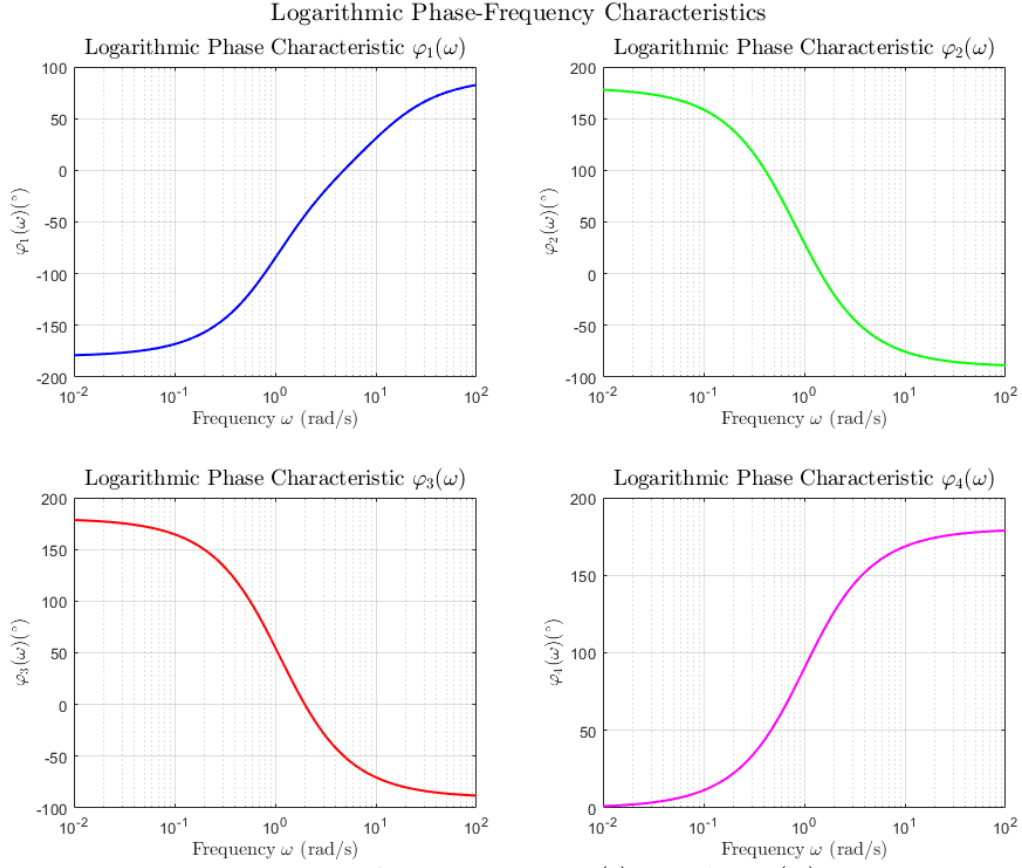 Logarithmic Phase-Frequency Characteristics
Logarithmic Phase Characteristic φ₁(ω)
100
50
0
-50
-100
-150
-200
φ₁(ω)(°)
10⁻² 10⁻¹ 10⁰ 10¹ 10²
Frequency ω (rad/s)
Logarithmic Phase Characteristic φ₂(ω)
200
150
100
50
0
-50
-100
φ₂(ω)(°)
10⁻² 10⁻¹ 10⁰ 10¹ 10²
Frequency ω (rad/s)
Logarithmic Phase Characteristic φ₃(ω)
200
150
100
50
0
-50
-100
φ₃(ω)(°)
10⁻² 10⁻¹ 10⁰ 10¹ 10²
Frequency ω (rad/s)
Logarithmic Phase Characteristic φ₄(ω)
200
150
100
50
0
φ₄(ω)(°)
10⁻² 10⁻¹ 10⁰ 10¹ 10²
Frequency ω (rad/s)